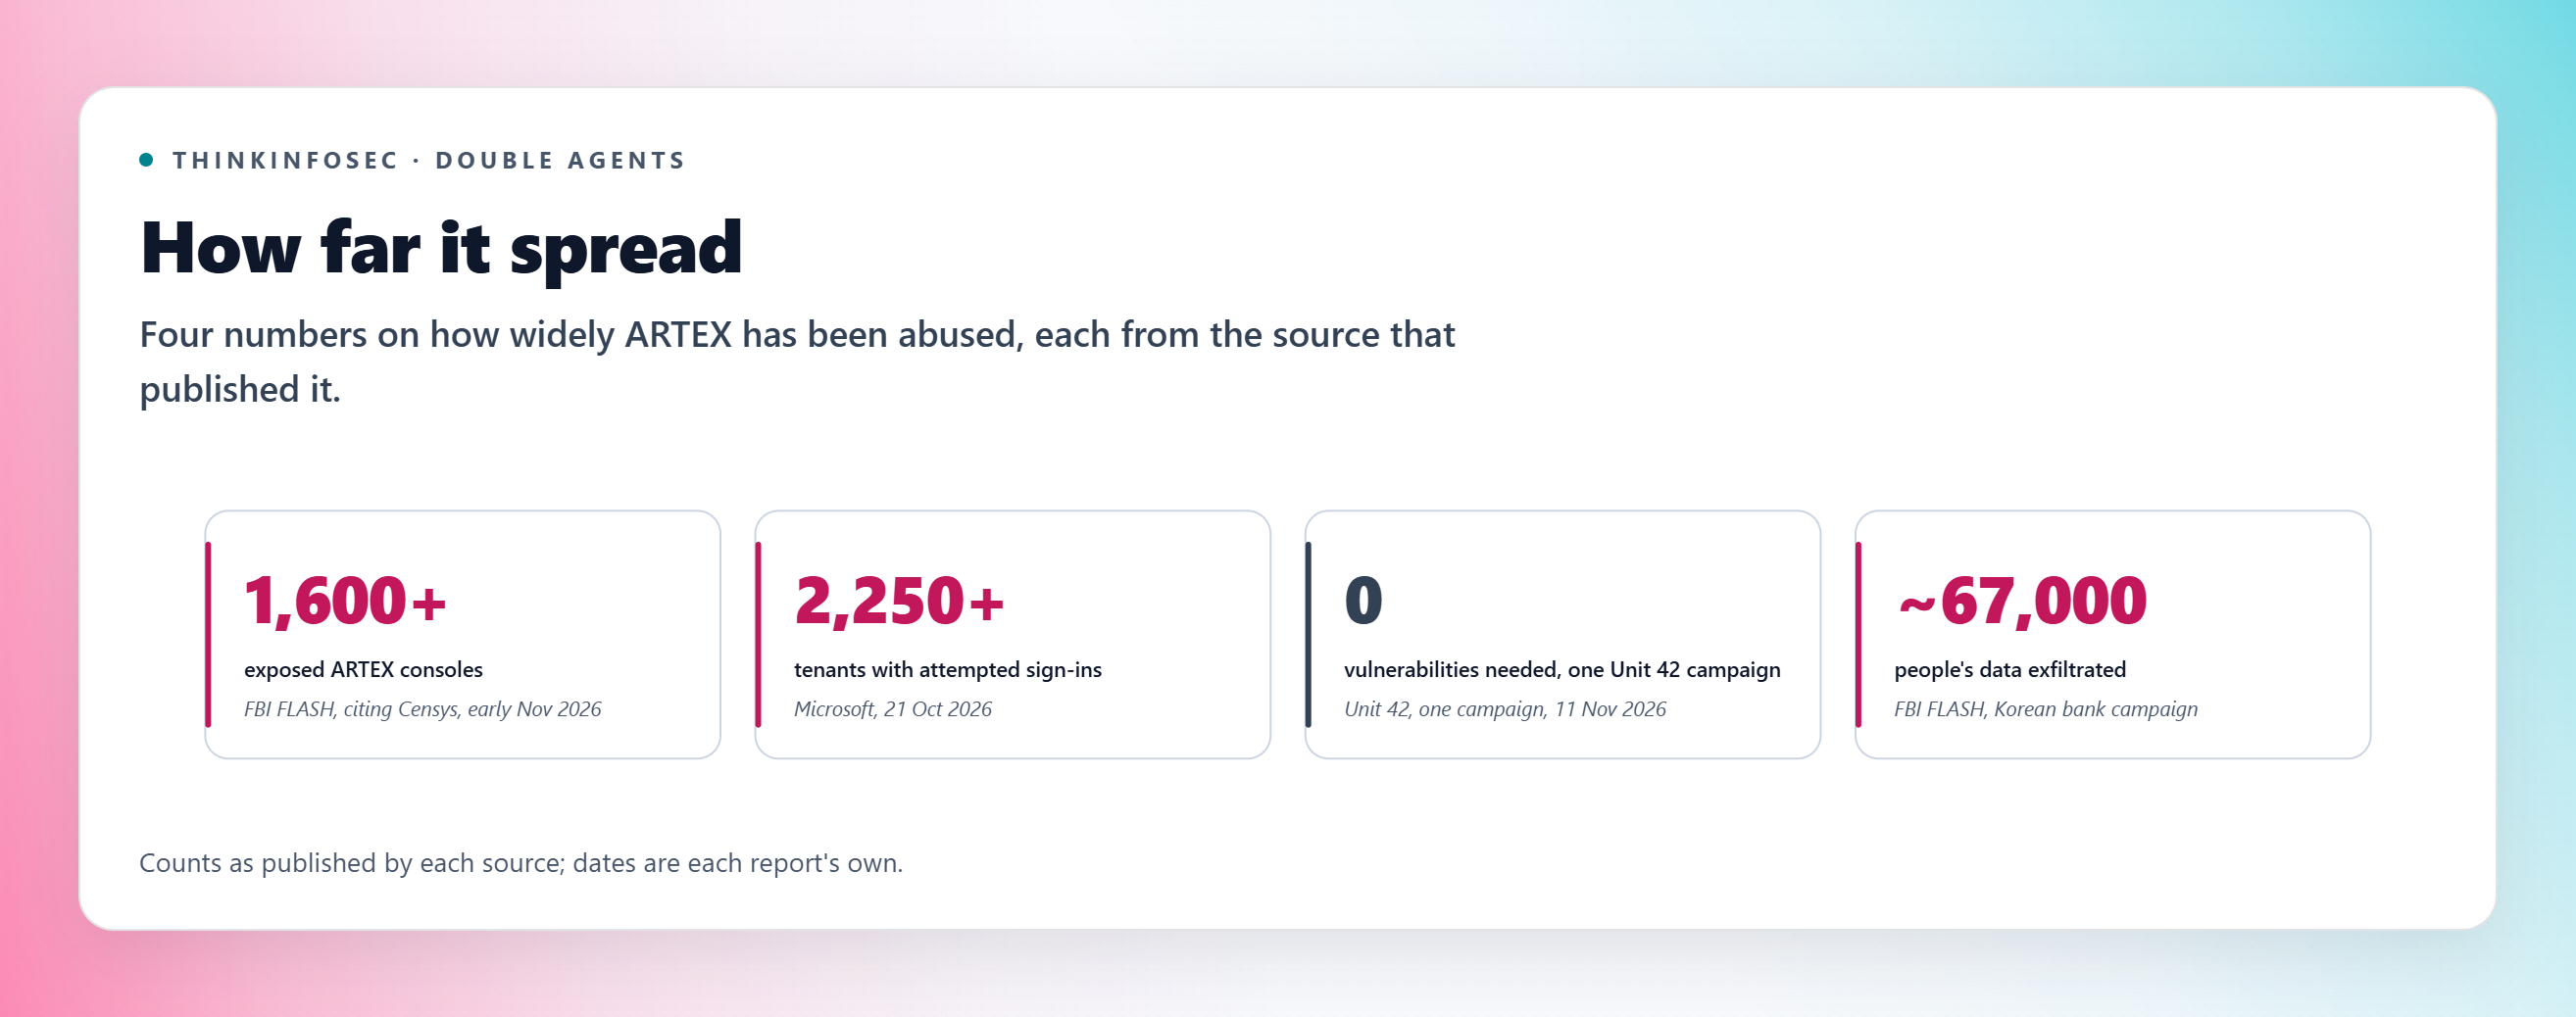 THINKINFOSEC · DOUBLE AGENTS
How far it spread
Four numbers on how widely ARTEX has been abused, each from the source that
published it.
1,600+
exposed ARTEX consoles
FBI FLASH, citing Censys, early Nov 2026
2,250+
tenants with attempted sign-ins
Microsoft, 21 Oct 2026
0
vulnerabilities needed, one Unit 42 campaign
Unit 42, one campaign, 11 Nov 2026
~67,000
people's data exfiltrated
FBI FLASH, Korean bank campaign
Counts as published by each source; dates are each report's own.